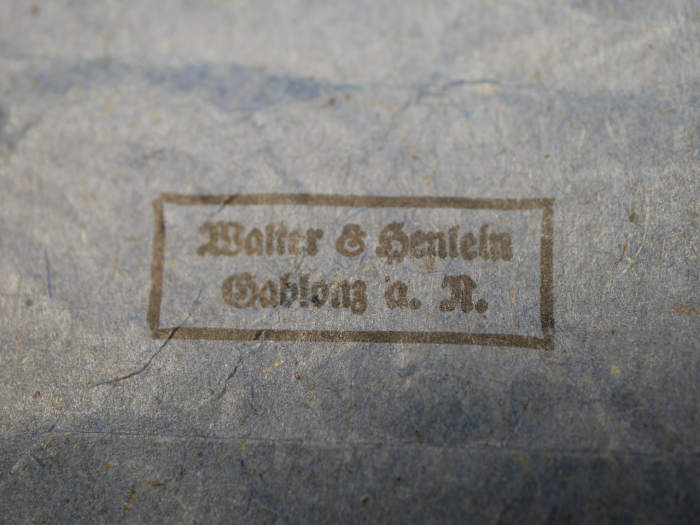 Walter & Henlein
Gablonz a. N.